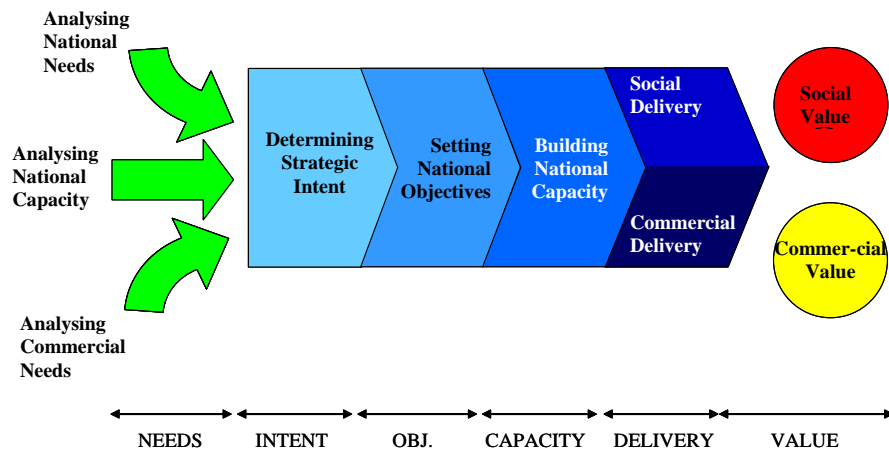 Analysing
National
Needs
Analysing
National
Capacity
Analysing
Commercial
Needs
Determining
Strategic
Intent
Setting
National
Objectives
Building
National
Capacity
Social
Delivery
Commercial
Delivery
Social
Value
Commer-cial
Value
NEEDS
INTENT
OBJ.
CAPACITY
DELIVERY
VALUE